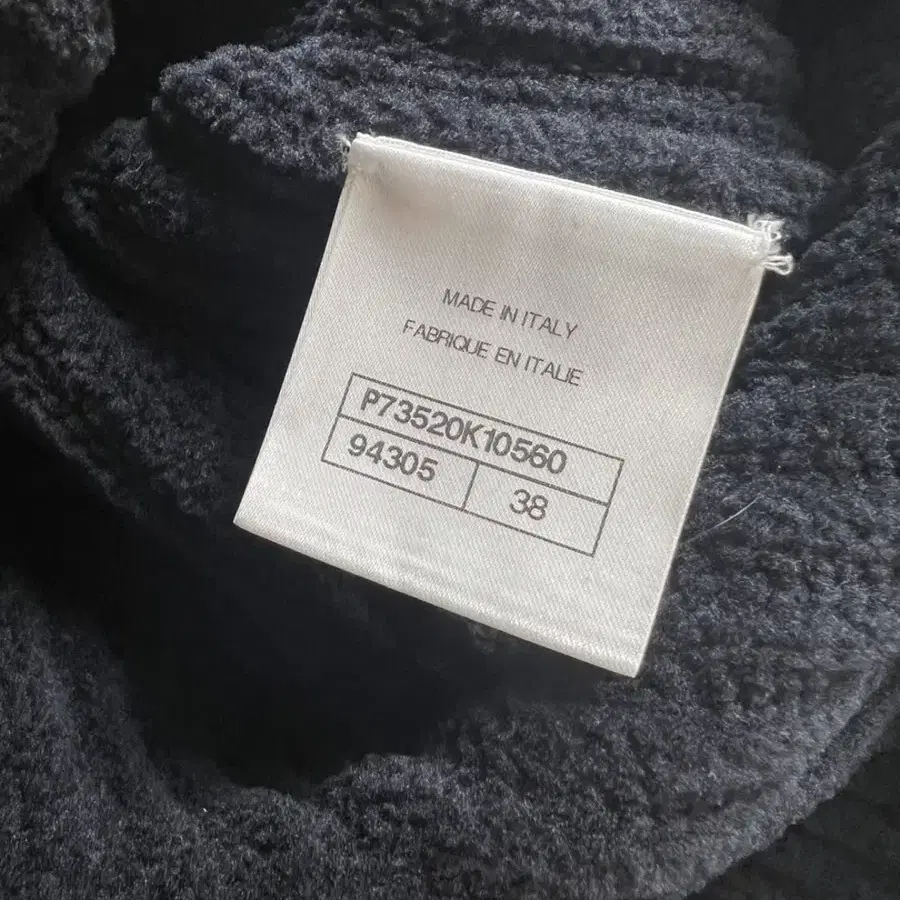 MADE IN ITALY
FABRIQUE EN ITALIE
P73520K10560
94305 38